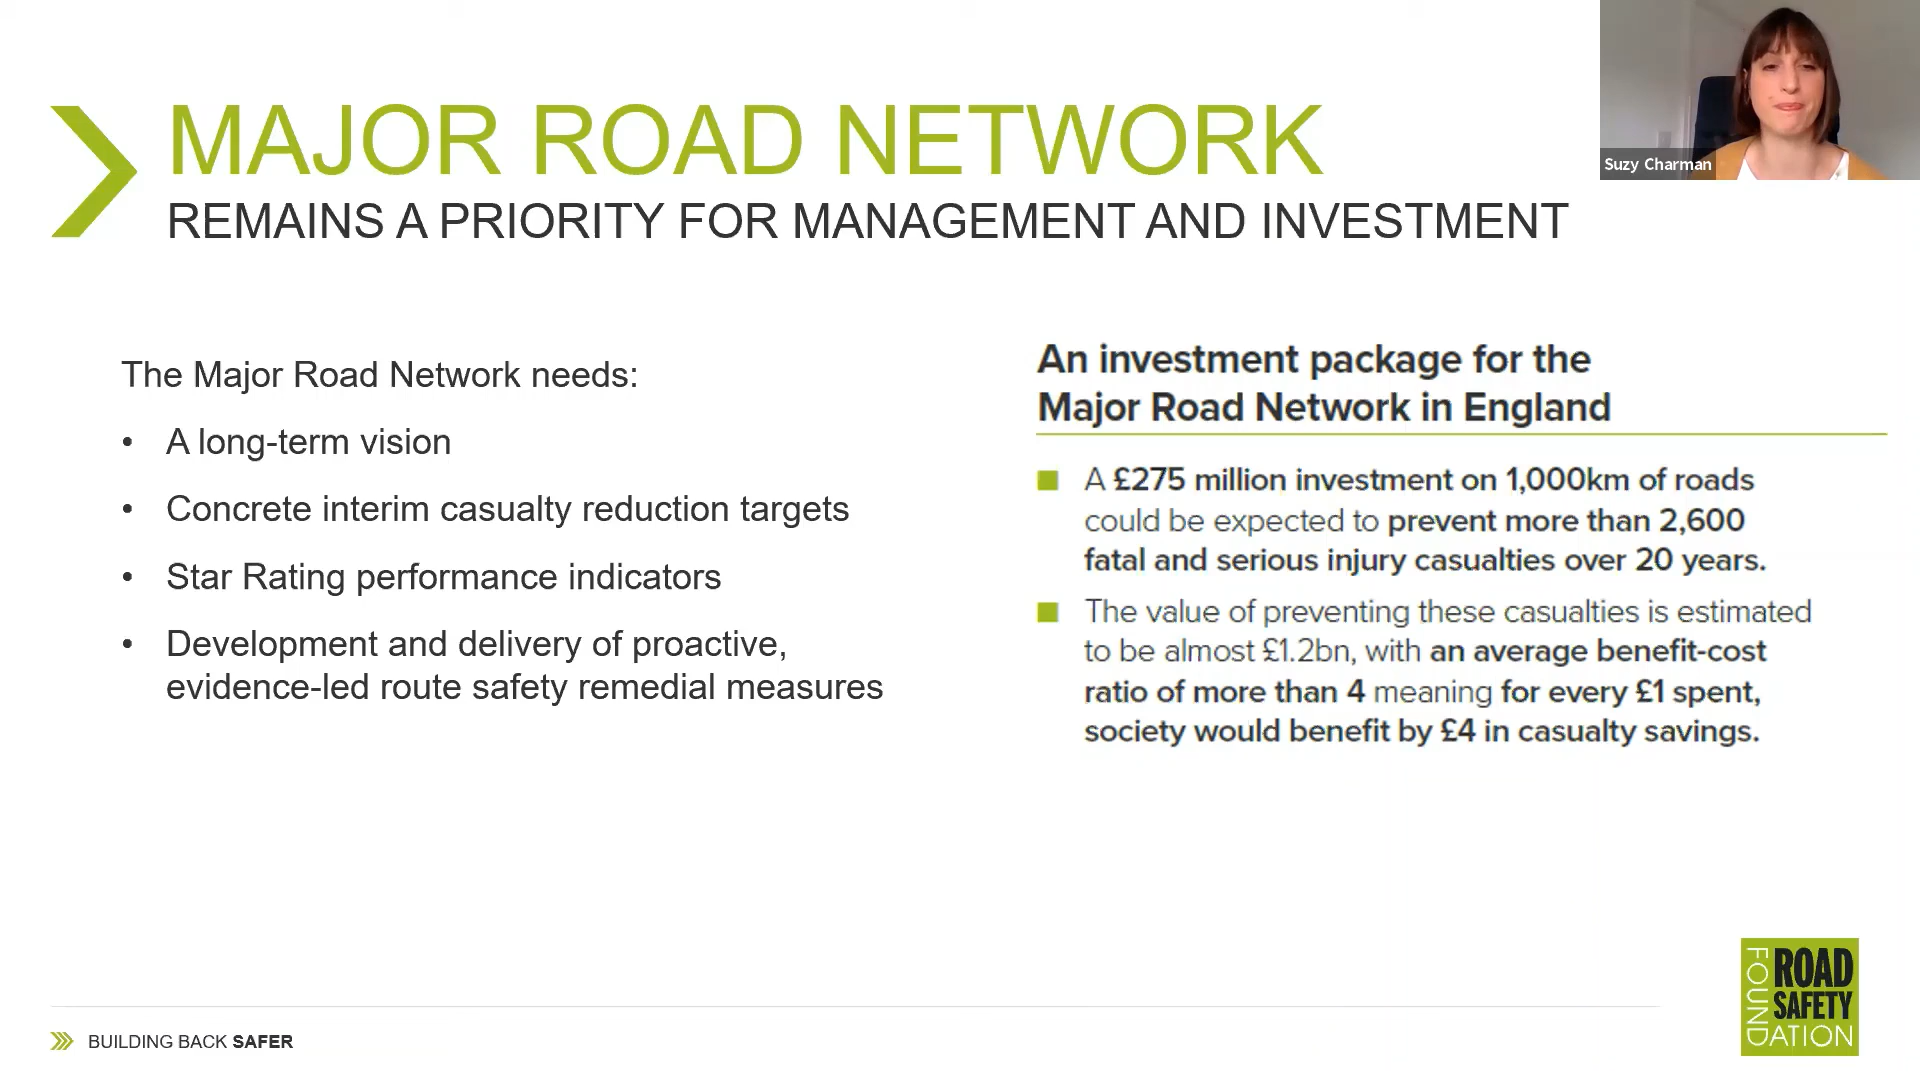 Suzy Charman
MAJOR ROAD NETWORK
REMAINS A PRIORITY FOR MANAGEMENT AND INVESTMENT
The Major Road Network needs:
• A long-term vision
• Concrete interim casualty reduction targets
• Star Rating performance indicators
• Development and delivery of proactive,
evidence-led route safety remedial measures
An investment package for the
Major Road Network in England
A £275 million investment on 1,000km of roads
could be expected to prevent more than 2,600
fatal and serious injury casualties over 20 years.
The value of preventing these casualties is estimated
to be almost £1.2bn, with an average benefit-cost
ratio of more than 4 meaning for every £1 spent,
society would benefit by £4 in casualty savings.
BUILDING BACK SAFER
ROAD
SAFETY
FOUNDATION